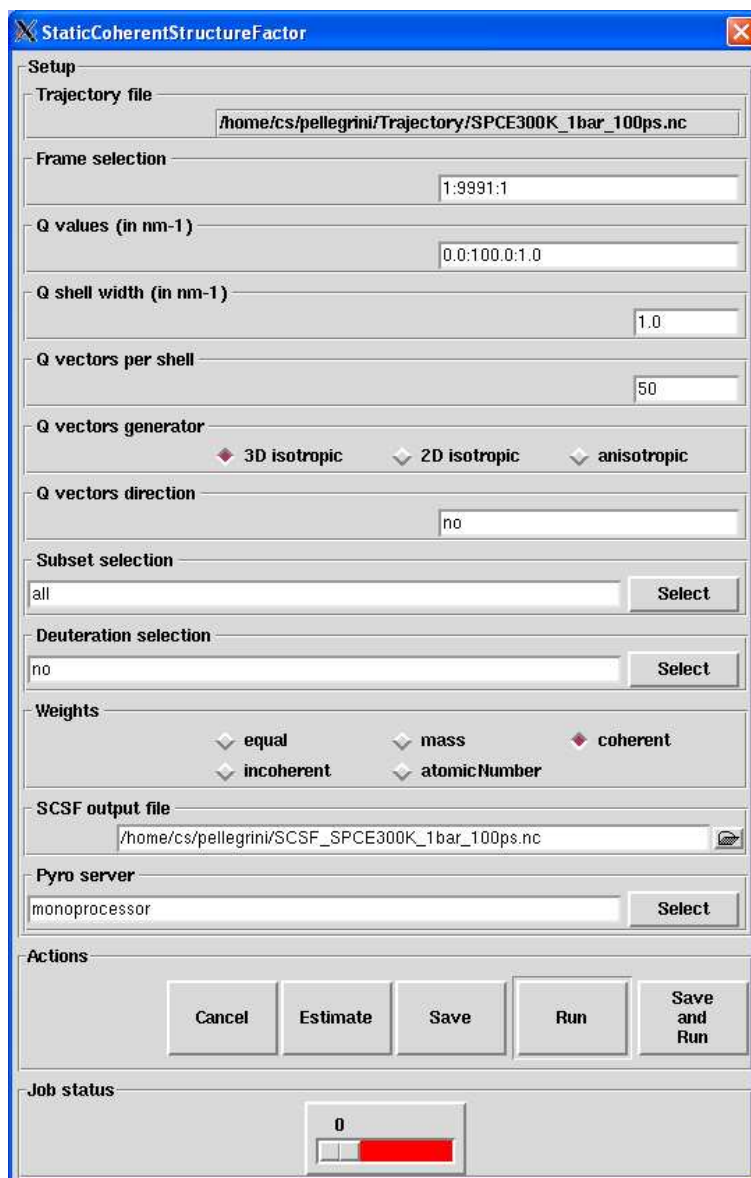 StaticCoherentStructureFactor
Setup
Trajectory file
/home/cs/pellegrini/Trajectory/SPCE300K_1bar_100ps.nc
Frame selection
1:9991:1
Q values (in nm-1)
0.0:100.0:1.0
Q shell width (in nm-1)
1.0
Q vectors per shell
50
Q vectors generator
3D isotropic 2D isotropic anisotropic
Q vectors direction
no
Subset selection
all Select
Deuteration selection
no Select
Weights
equal mass coherent
incoherent atomicNumber
SCSF output file
/home/cs/pellegrini/SCSF_SPCE300K_1bar_100ps.nc
Pyro server
monoprocessor Select
Actions
Cancel Estimate Save Run Save and Run
Job status
0